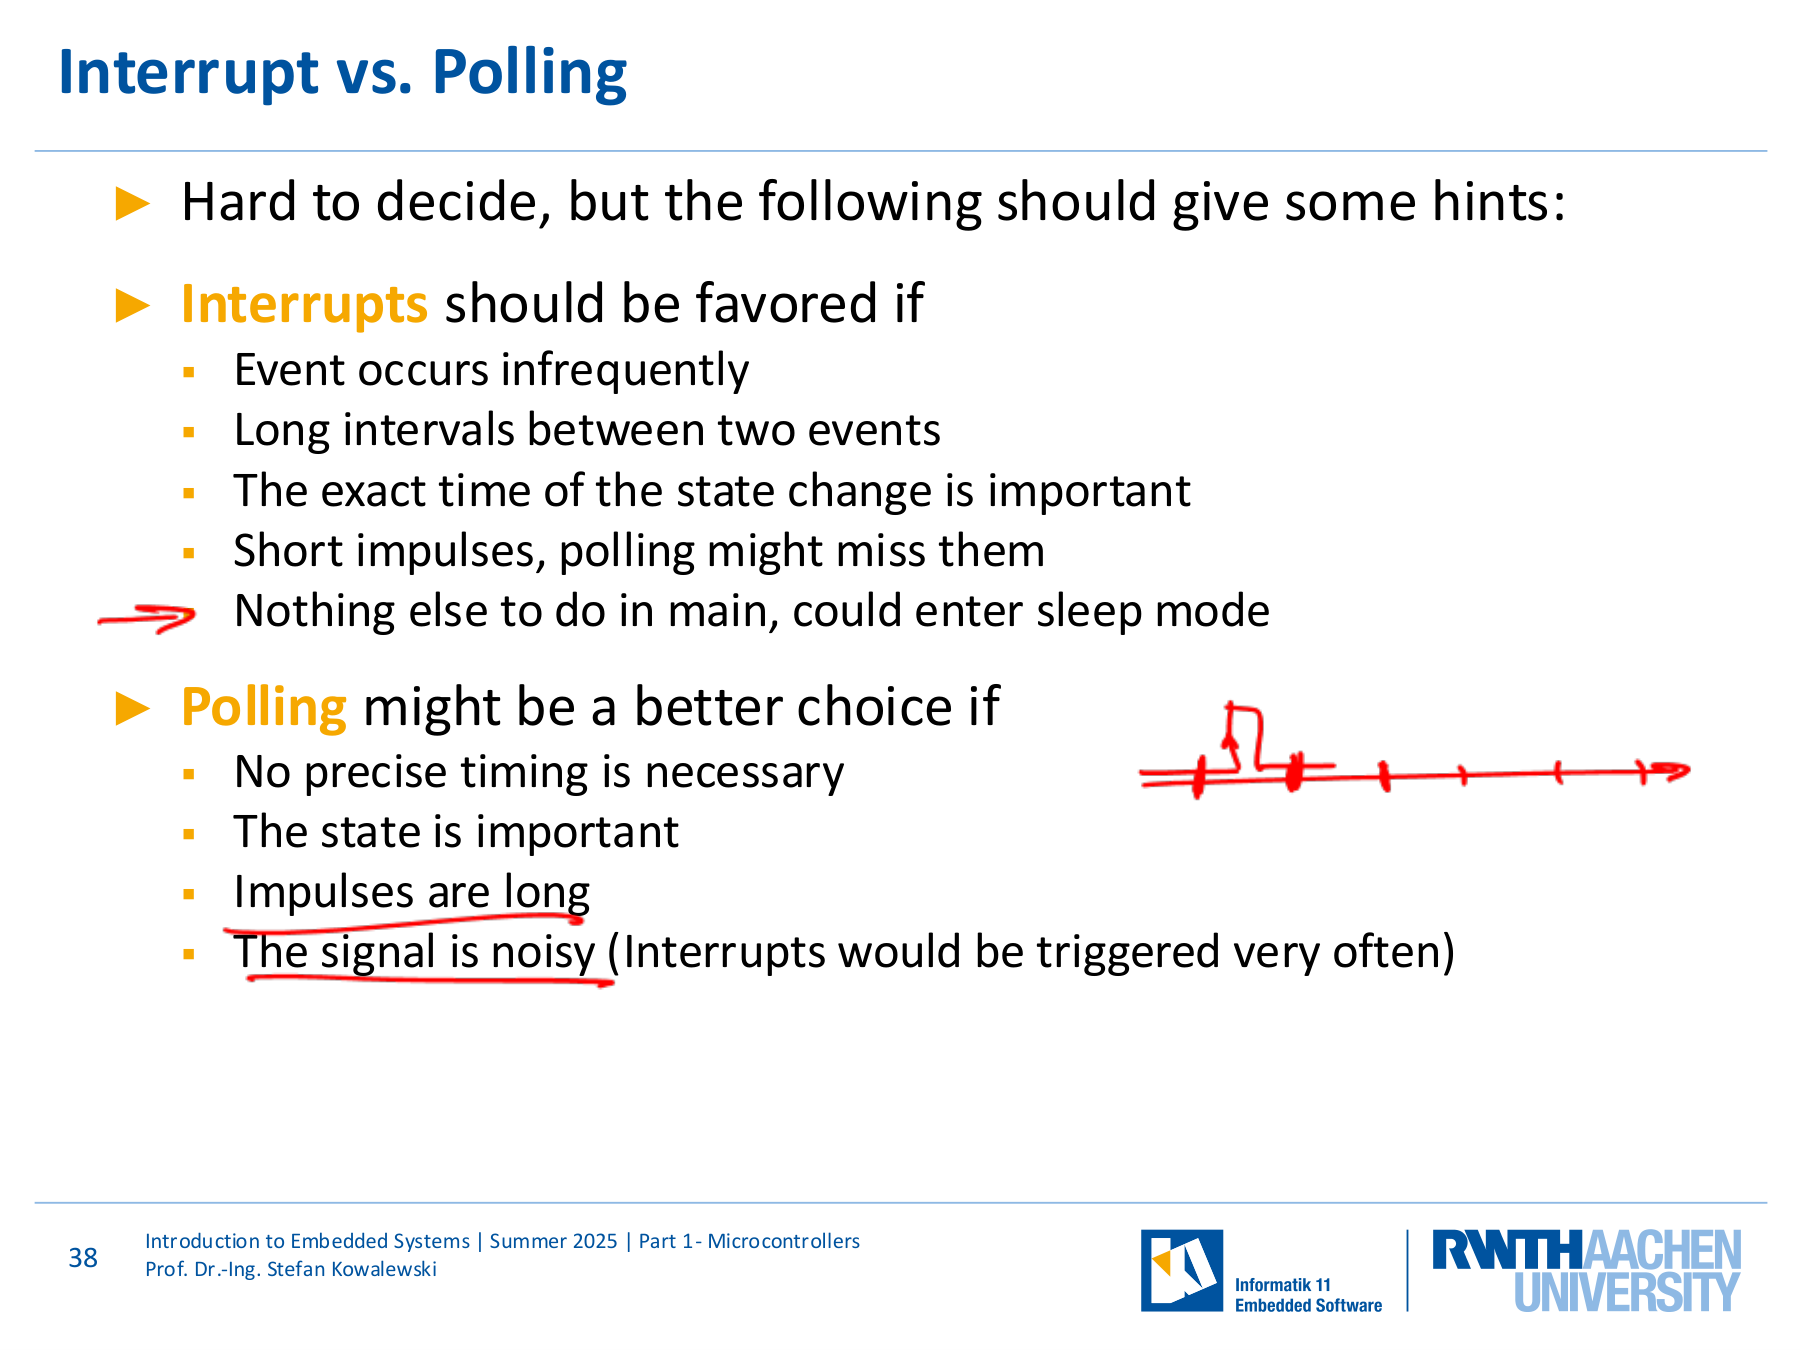 Interrupt vs. Polling
► Hard to decide, but the following should give some hints:
► Interrupts should be favored if
▪ Event occurs infrequently
▪ Long intervals between two events
▪ The exact time of the state change is important
▪ Short impulses, polling might miss them
Nothing else to do in main, could enter sleep mode
► Polling might be a better choice if
▪ No precise timing is necessary
▪ The state is important
▪ Impulses are long
▪ The signal is noisy (Interrupts would be triggered very often)
38
Introduction to Embedded Systems | Summer 2025 | Part 1- Microcontrollers
Prof. Dr.-Ing. Stefan Kowalewski
Informatik 11
Embedded Software
RWTHAACHEN
UNIVERSITY